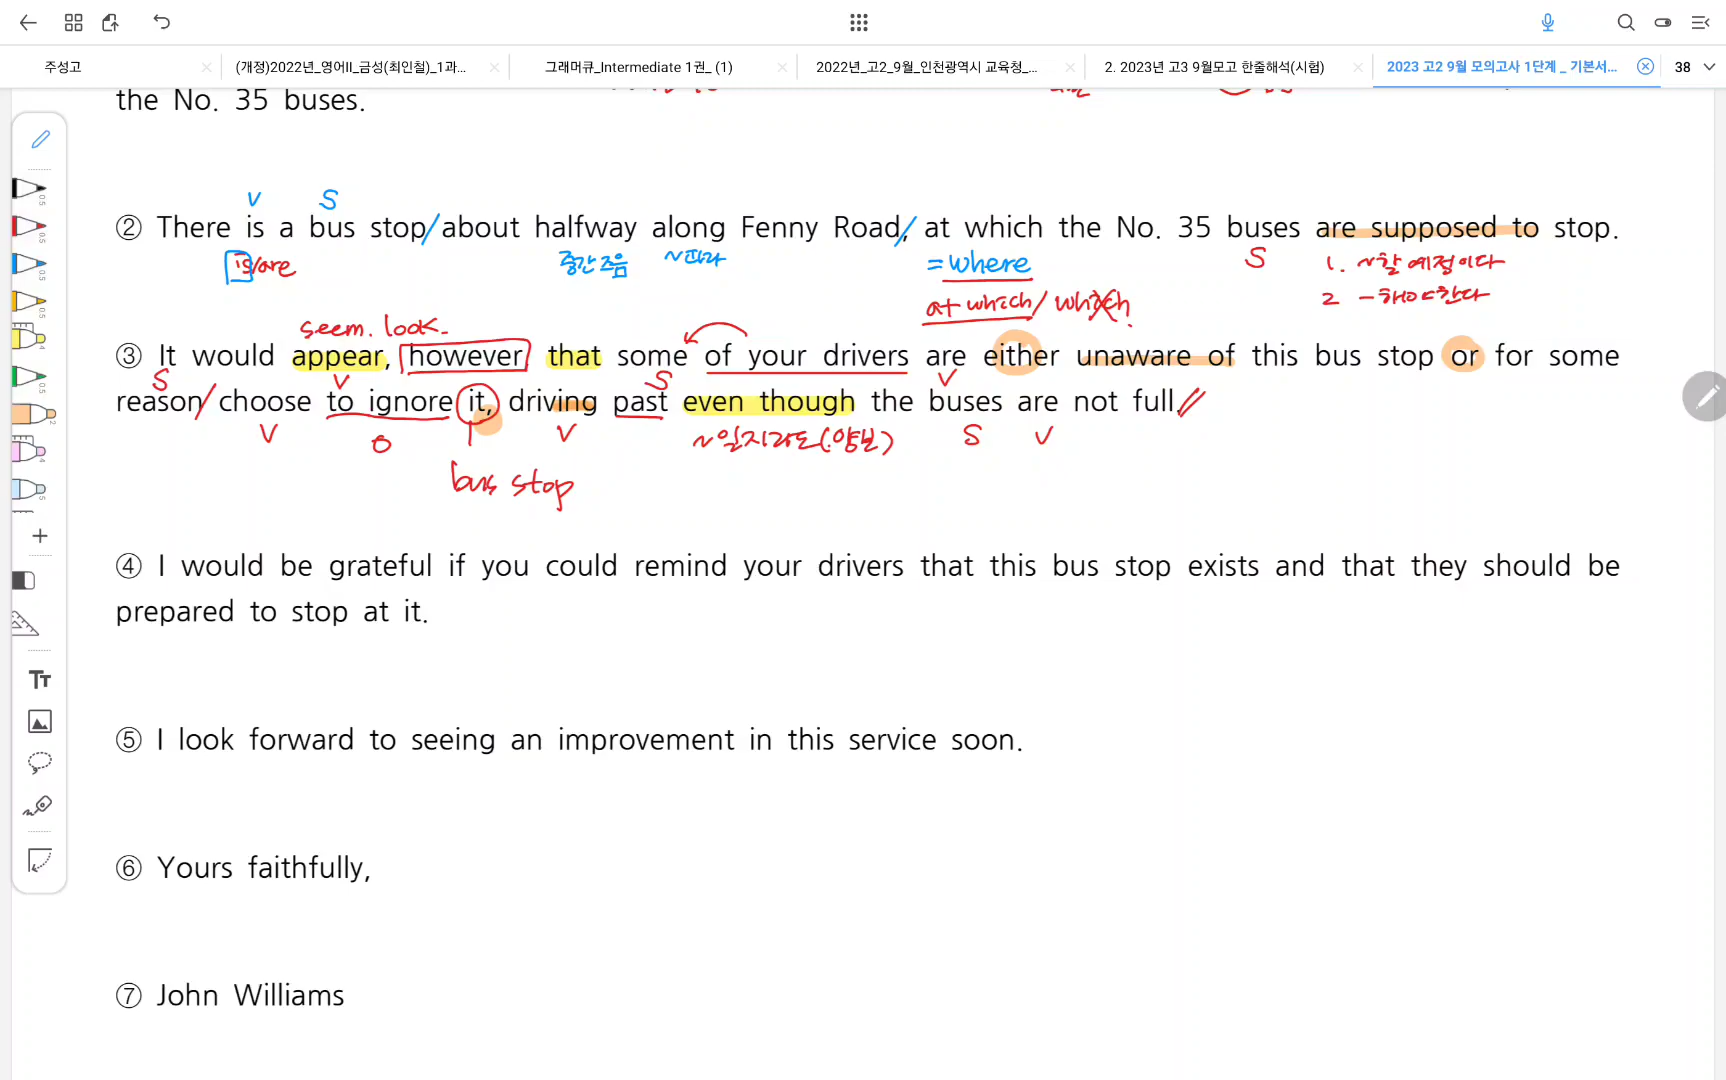 주성고
(개정)2022년_영어II_금성(최인철)_1과...
그래머큐_Intermediate 1권_ (1)
2022년_고2_9월_인천광역시 교육청_...
2. 2023년 고3 9월모고 한줄해석(시험)
2023 고2 9월 모의고사 1단계 _ 기본서...
38
the No. 35 buses.
V S
② There is a bus stop/about halfway along Fenny Road, at which the No. 35 buses are supposed to stop.
is/are 중간즈음 ~따라 =where S 1. ~할 예정이다
at which/ which 2 ~해야한다
seem. look.
③ It would appear, however that some of your drivers are either unaware of this bus stop or for some
S V S V
reason/choose to ignore it, driving past even though the buses are not full.//
V O V ~일지라도(양보) S V
bus stop
④ I would be grateful if you could remind your drivers that this bus stop exists and that they should be
prepared to stop at it.
⑤ I look forward to seeing an improvement in this service soon.
⑥ Yours faithfully,
⑦ John Williams
Tт